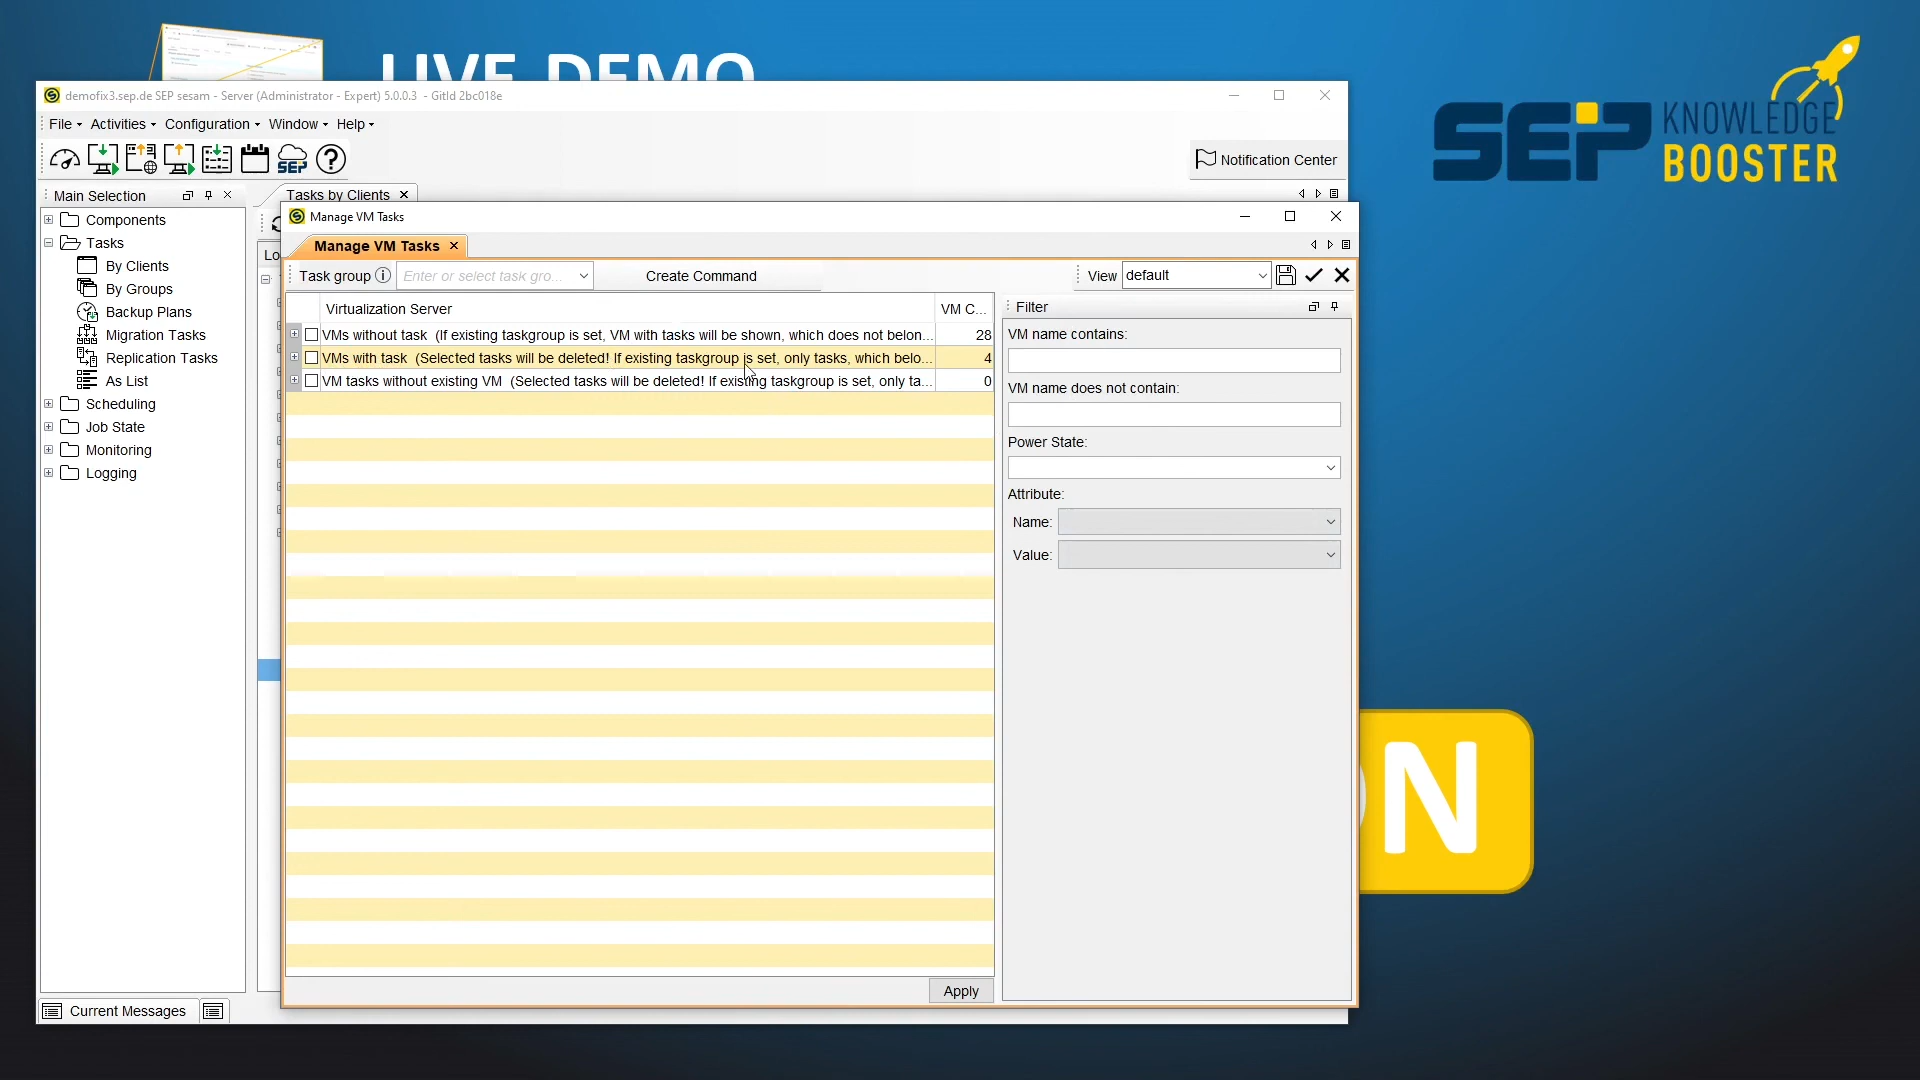 LIVE DEMO
SEP KNOWLEDGE
BOOSTER
demofix3.sep.de SEP sesam - Server (Administrator - Expert) 5.0.0.3 - GitId 2bc018e
File Activities Configuration Window Help
SEP
Notification Center
Main Selection
Tasks by Clients
Components
Tasks
By Clients
By Groups
Backup Plans
Migration Tasks
Replication Tasks
As List
Scheduling
Job State
Monitoring
Logging
Lo
Manage VM Tasks
Manage VM Tasks
Task group Enter or select task gro... Create Command View default
Virtualization Server VM C...
VMs without task (If existing taskgroup is set, VM with tasks will be shown, which does not belon... 28
VMs with task (Selected tasks will be deleted! If existing taskgroup is set, only tasks, which belo... 4
VM tasks without existing VM (Selected tasks will be deleted! If existing taskgroup is set, only ta... 0
Filter
VM name contains:
VM name does not contain:
Power State:
Attribute:
Name:
Value:
Apply
N
Current Messages